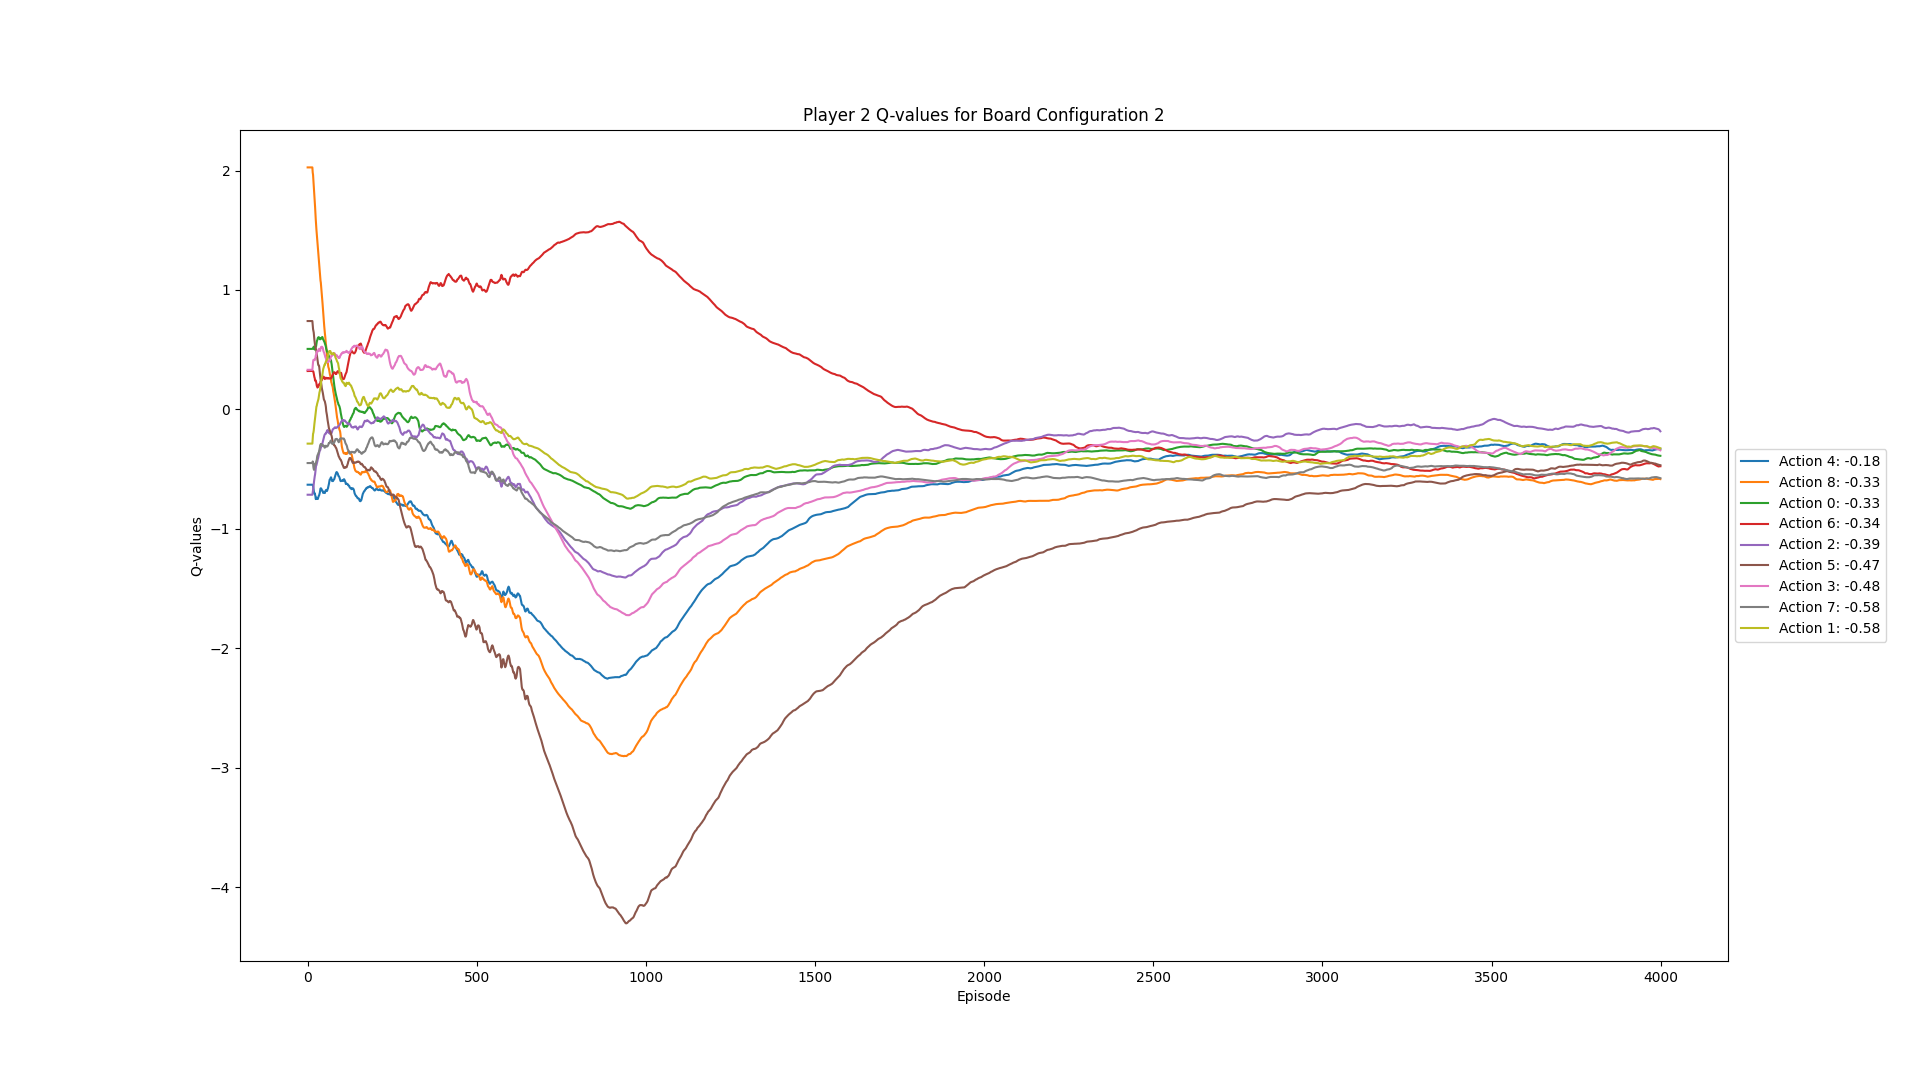 Player 2 Q-values for Board Configuration 2
Q-values
2
1
0
−1
−2
−3
−4
0 500 1000 1500 2000 2500 3000 3500 4000
Episode
Action 4: -0.18
Action 8: -0.33
Action 0: -0.33
Action 6: -0.34
Action 2: -0.39
Action 5: -0.47
Action 3: -0.48
Action 7: -0.58
Action 1: -0.58